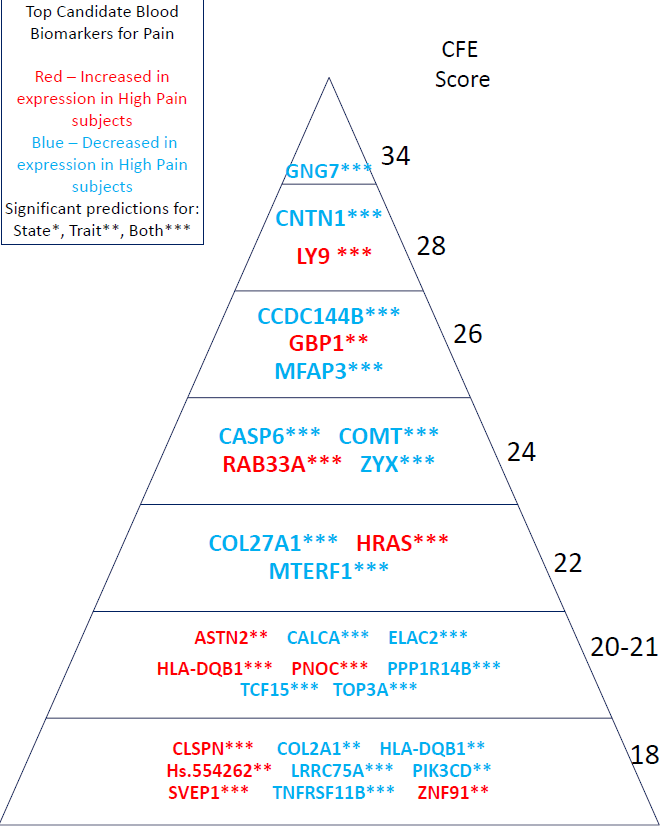 Top Candidate Blood
Biomarkers for Pain
Red – Increased in
expression in High Pain
subjects
Blue – Decreased in
expression in High Pain
subjects
Significant predictions for:
State*, Trait**, Both***
CFE
Score
GNG7*** 34
CNTN1***
LY9 *** 28
CCDC144B***
GBP1** 26
MFAP3***
CASP6*** COMT***
RAB33A*** ZYX*** 24
COL27A1*** HRAS***
MTERF1*** 22
ASTN2** CALCA*** ELAC2*** 20-21
HLA-DQB1*** PNOC*** PPP1R14B***
TCF15*** TOP3A***
CLSPN*** COL2A1** HLA-DQB1** 18
Hs.554262** LRRC75A*** PIK3CD**
SVEP1*** TNFRSF11B*** ZNF91**